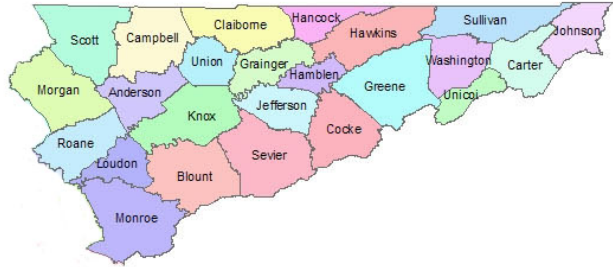 Scott
Campbell
Claiborne
Hancock
Hawkins
Sullivan
Johnson
Union
Grainger
Hamblen
Washington
Carter
Morgan
Anderson
Greene
Unicoi
Knox
Jefferson
Roane
Cocke
Loudon
Blount
Sevier
Monroe